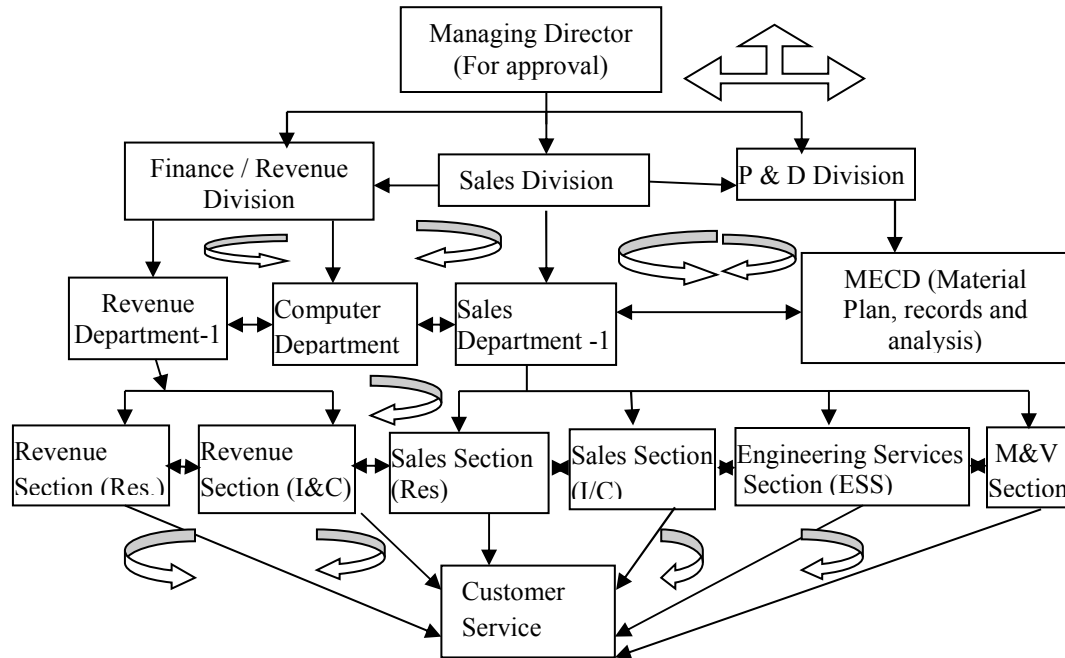 Managing Director
(For approval)
Finance / Revenue
Division
Sales Division
P & D Division
Revenue
Department-1
Computer
Department
Sales
Department -1
MECD (Material
Plan, records and
analysis)
Revenue
Section (Res.)
Revenue
Section (I&C)
Sales Section
(Res)
Sales Section
(I/C)
Engineering Services
Section (ESS)
M&V
Section
Customer
Service